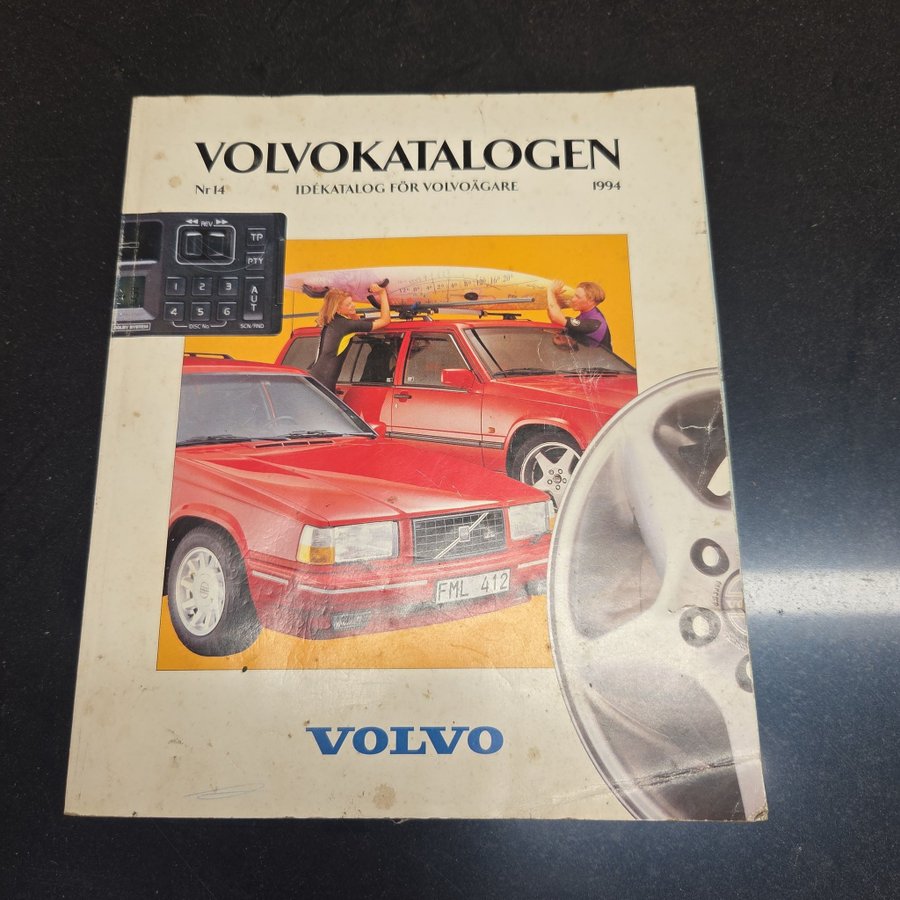 VOLVOKATALOGEN
Nr 14 IDÉKATALOG FÖR VOLVOÄGARE 1994
REV
TP
PTY
1 2 3
AUT
4 5 6
DOLBY SYSTEM DISC No. SCN/RND
FML 412
VOLVO